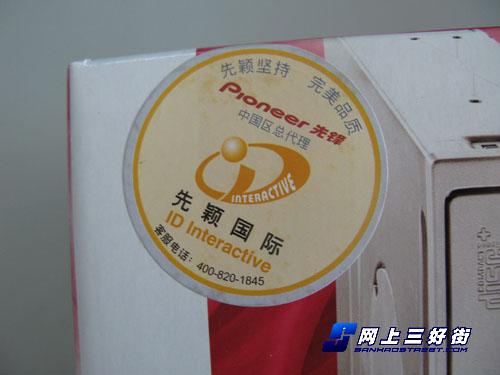 先颖坚持 完美品质
Pioneer 先锋
中国区总代理
INTERACTIVE
先颖国际
ID Interactive
客服电话：400-820-1845
网上三好街
SANHAOSTREET.COM